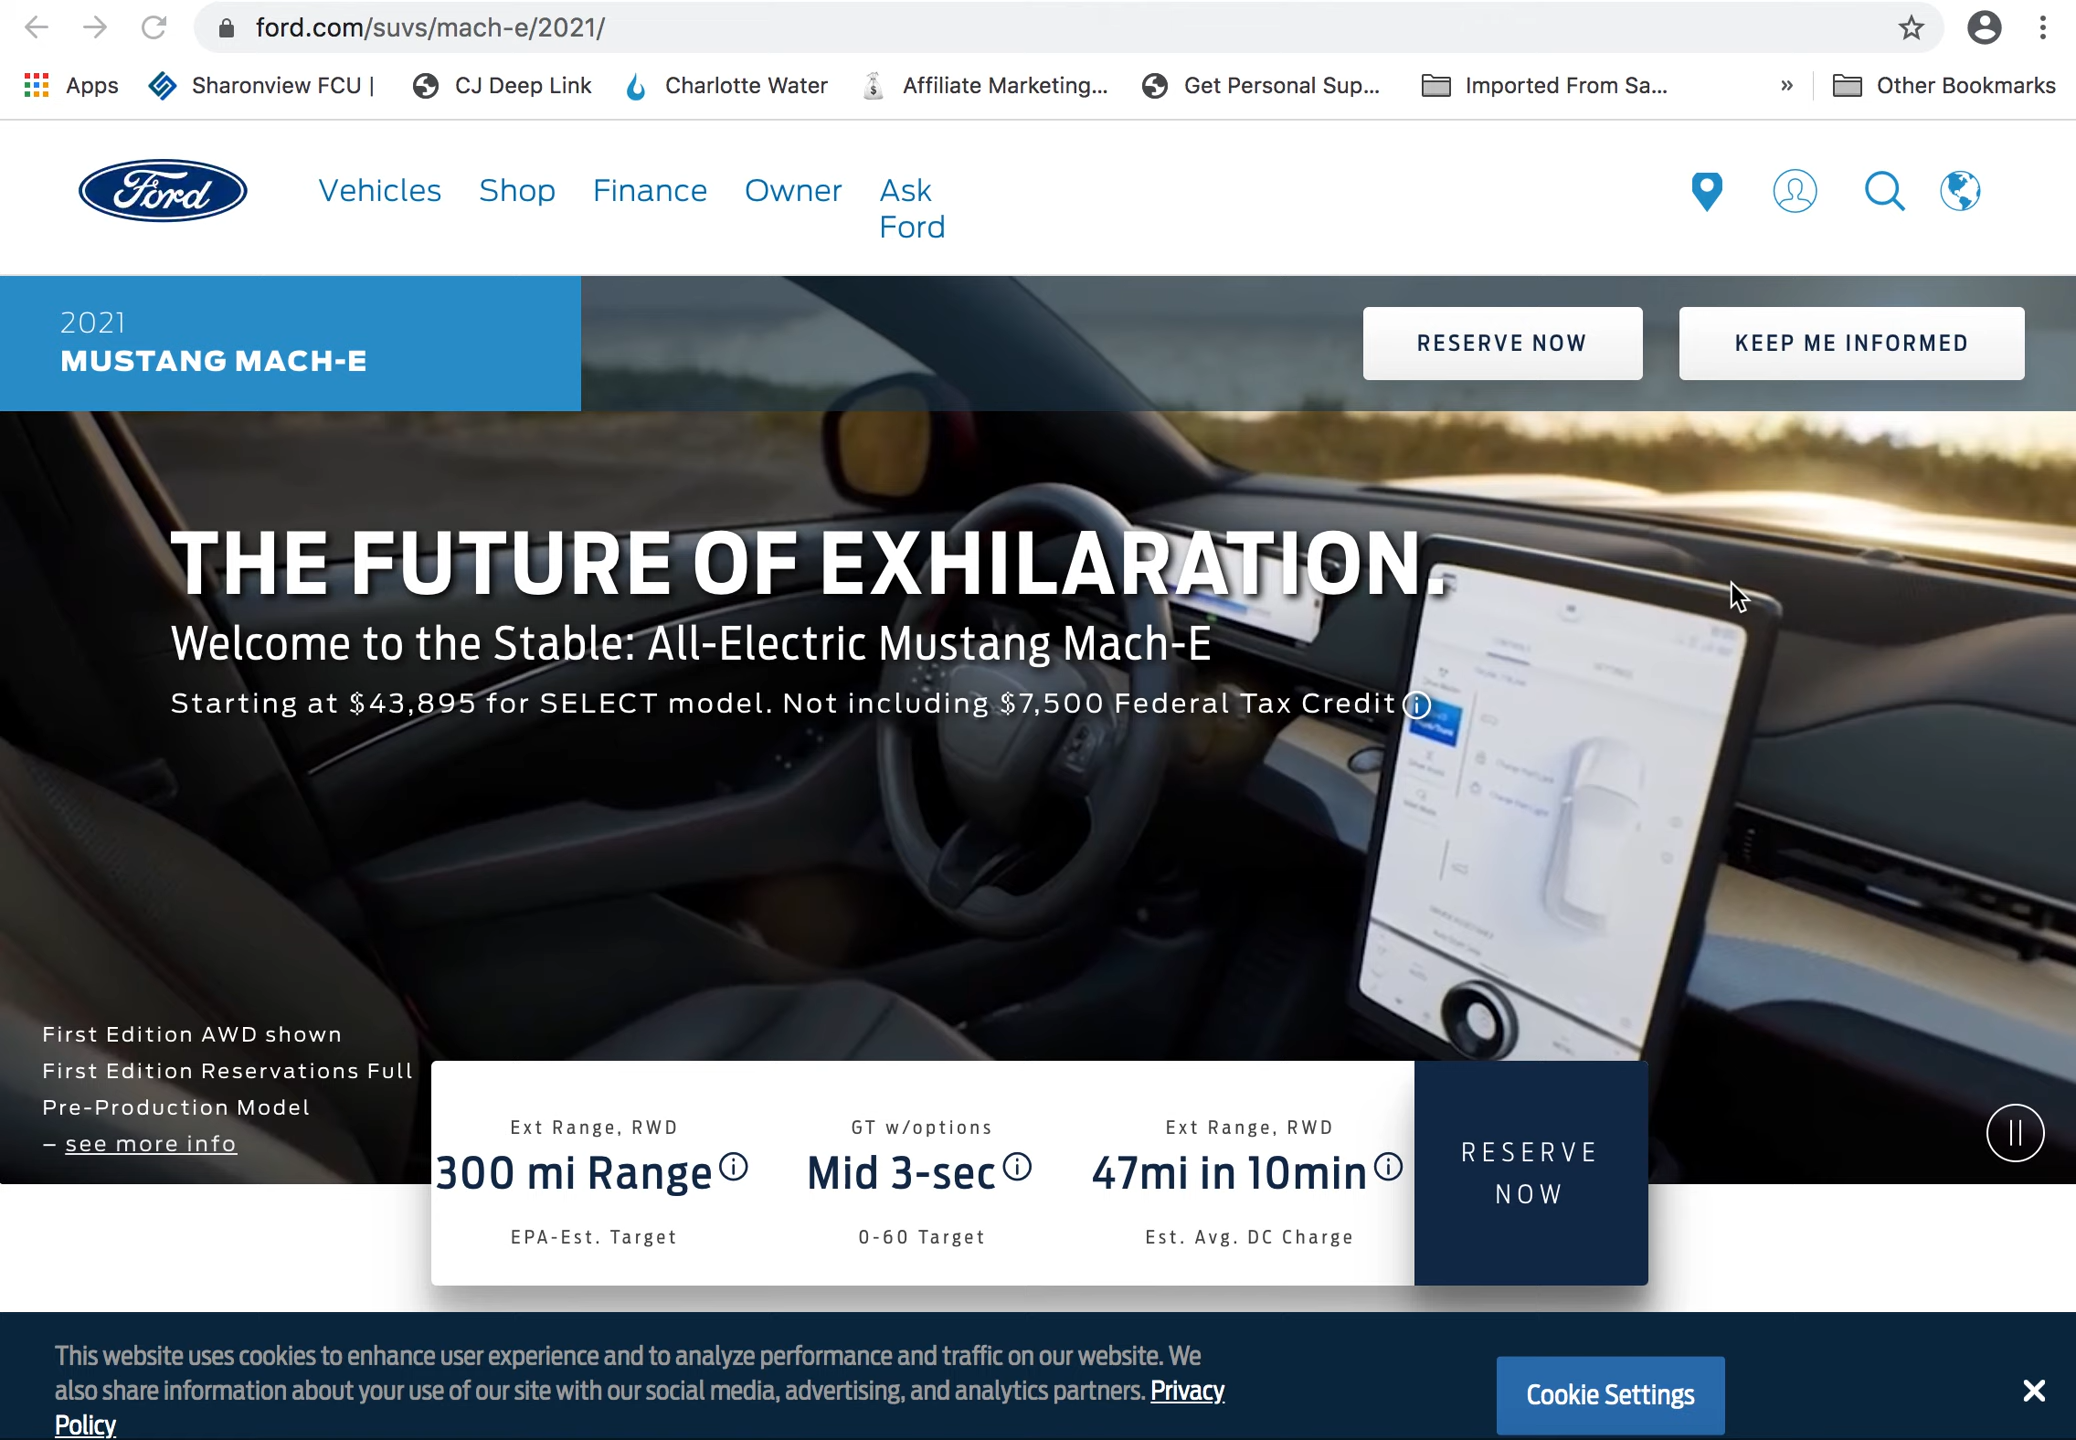 ford.com/suvs/mach-e/2021/
Apps Sharonview FCU | CJ Deep Link Charlotte Water Affiliate Marketing... Get Personal Sup... Imported From Sa... » Other Bookmarks
Ford Vehicles Shop Finance Owner Ask
Ford
2021
MUSTANG MACH-E
RESERVE NOW KEEP ME INFORMED
THE FUTURE OF EXHILARATION.
Welcome to the Stable: All-Electric Mustang Mach-E
Starting at $43,895 for SELECT model. Not including $7,500 Federal Tax Credit
First Edition AWD shown
First Edition Reservations Full
Pre-Production Model
– see more info
Ext Range, RWD
300 mi Range
EPA-Est. Target
GT w/options
Mid 3-sec
0-60 Target
Ext Range, RWD
47mi in 10min
Est. Avg. DC Charge
RESERVE
NOW
This website uses cookies to enhance user experience and to analyze performance and traffic on our website. We
also share information about your use of our site with our social media, advertising, and analytics partners. Privacy
Policy
Cookie Settings